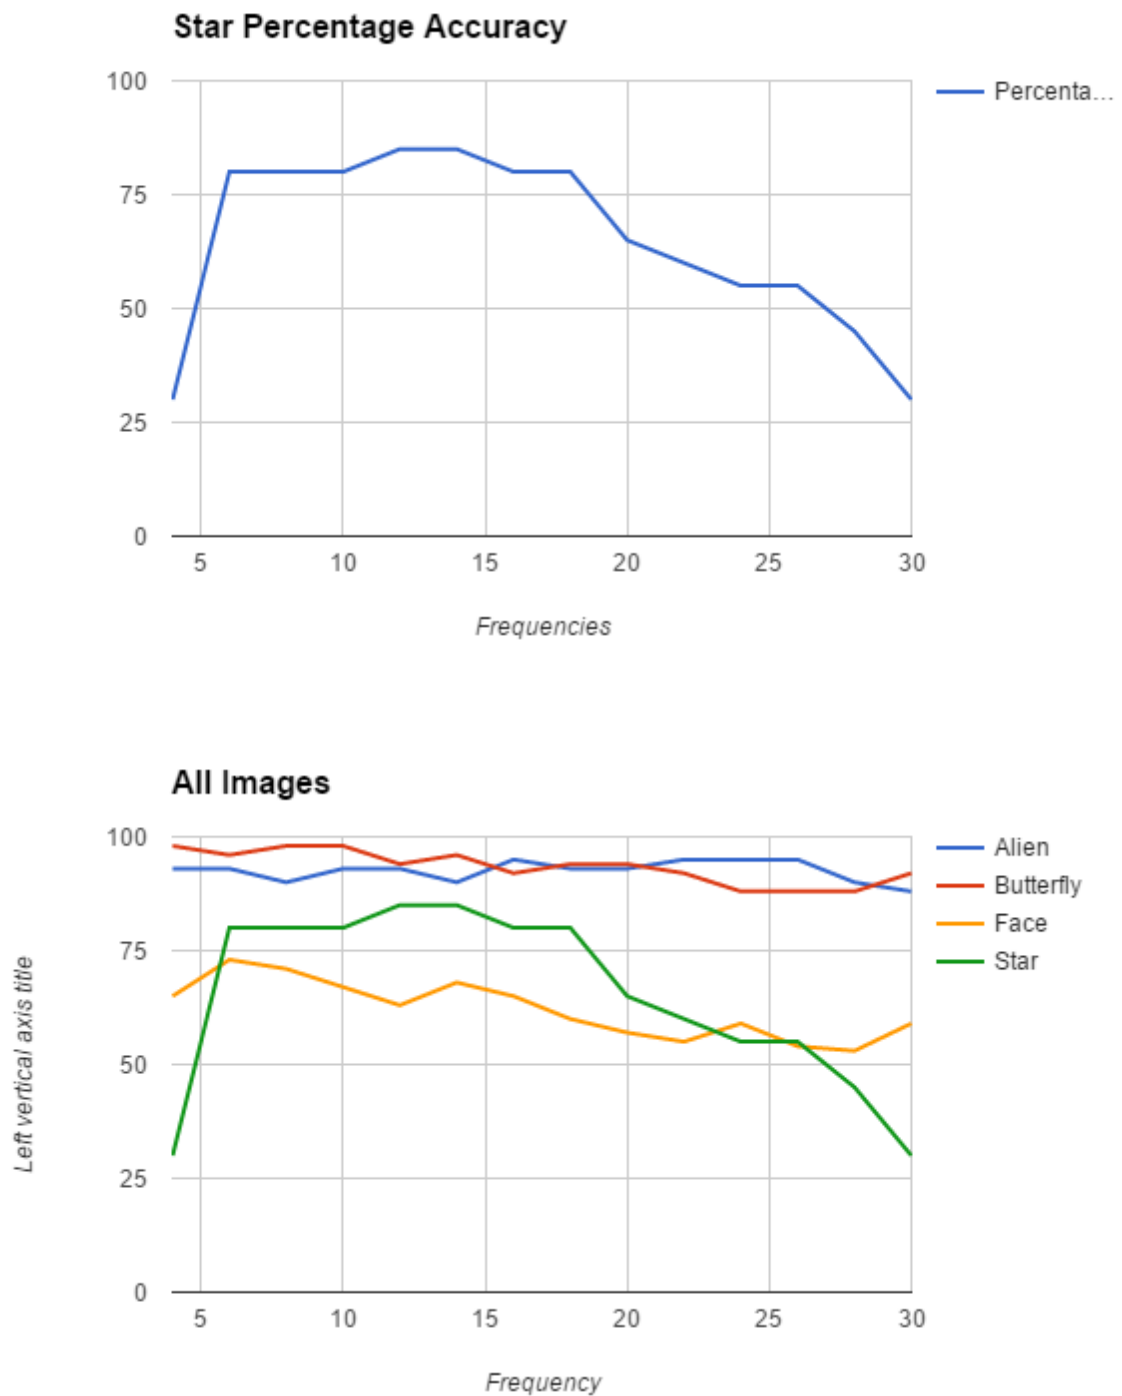 Star Percentage Accuracy
100
75
50
25
0
5 10 15 20 25 30
Frequencies
Percenta...
All Images
100
75
50
25
0
5 10 15 20 25 30
Left vertical axis title
Frequency
Alien
Butterfly
Face
Star